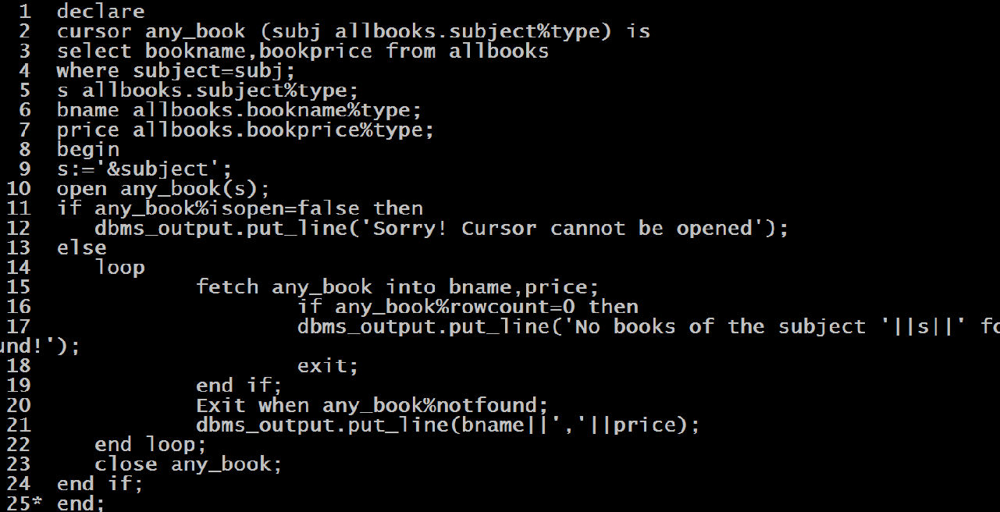 1 declare
2 cursor any_book (subj allbooks.subject%type) is
3 select bookname,bookprice from allbooks
4 where subject=subj;
5 s allbooks.subject%type;
6 bname allbooks.bookname%type;
7 price allbooks.bookprice%type;
8 begin
9 s:='&subject';
10 open any_book(s);
11 if any_book%isopen=false then
12 dbms_output.put_line('Sorry! Cursor cannot be opened');
13 else
14 loop
15 fetch any_book into bname,price;
16 if any_book%rowcount=0 then
17 dbms_output.put_line('No books of the subject '||s||' fo
und!');
18 exit;
19 end if;
20 Exit when any_book%notfound;
21 dbms_output.put_line(bname||','||price);
22 end loop;
23 close any_book;
24 end if;
25* end;